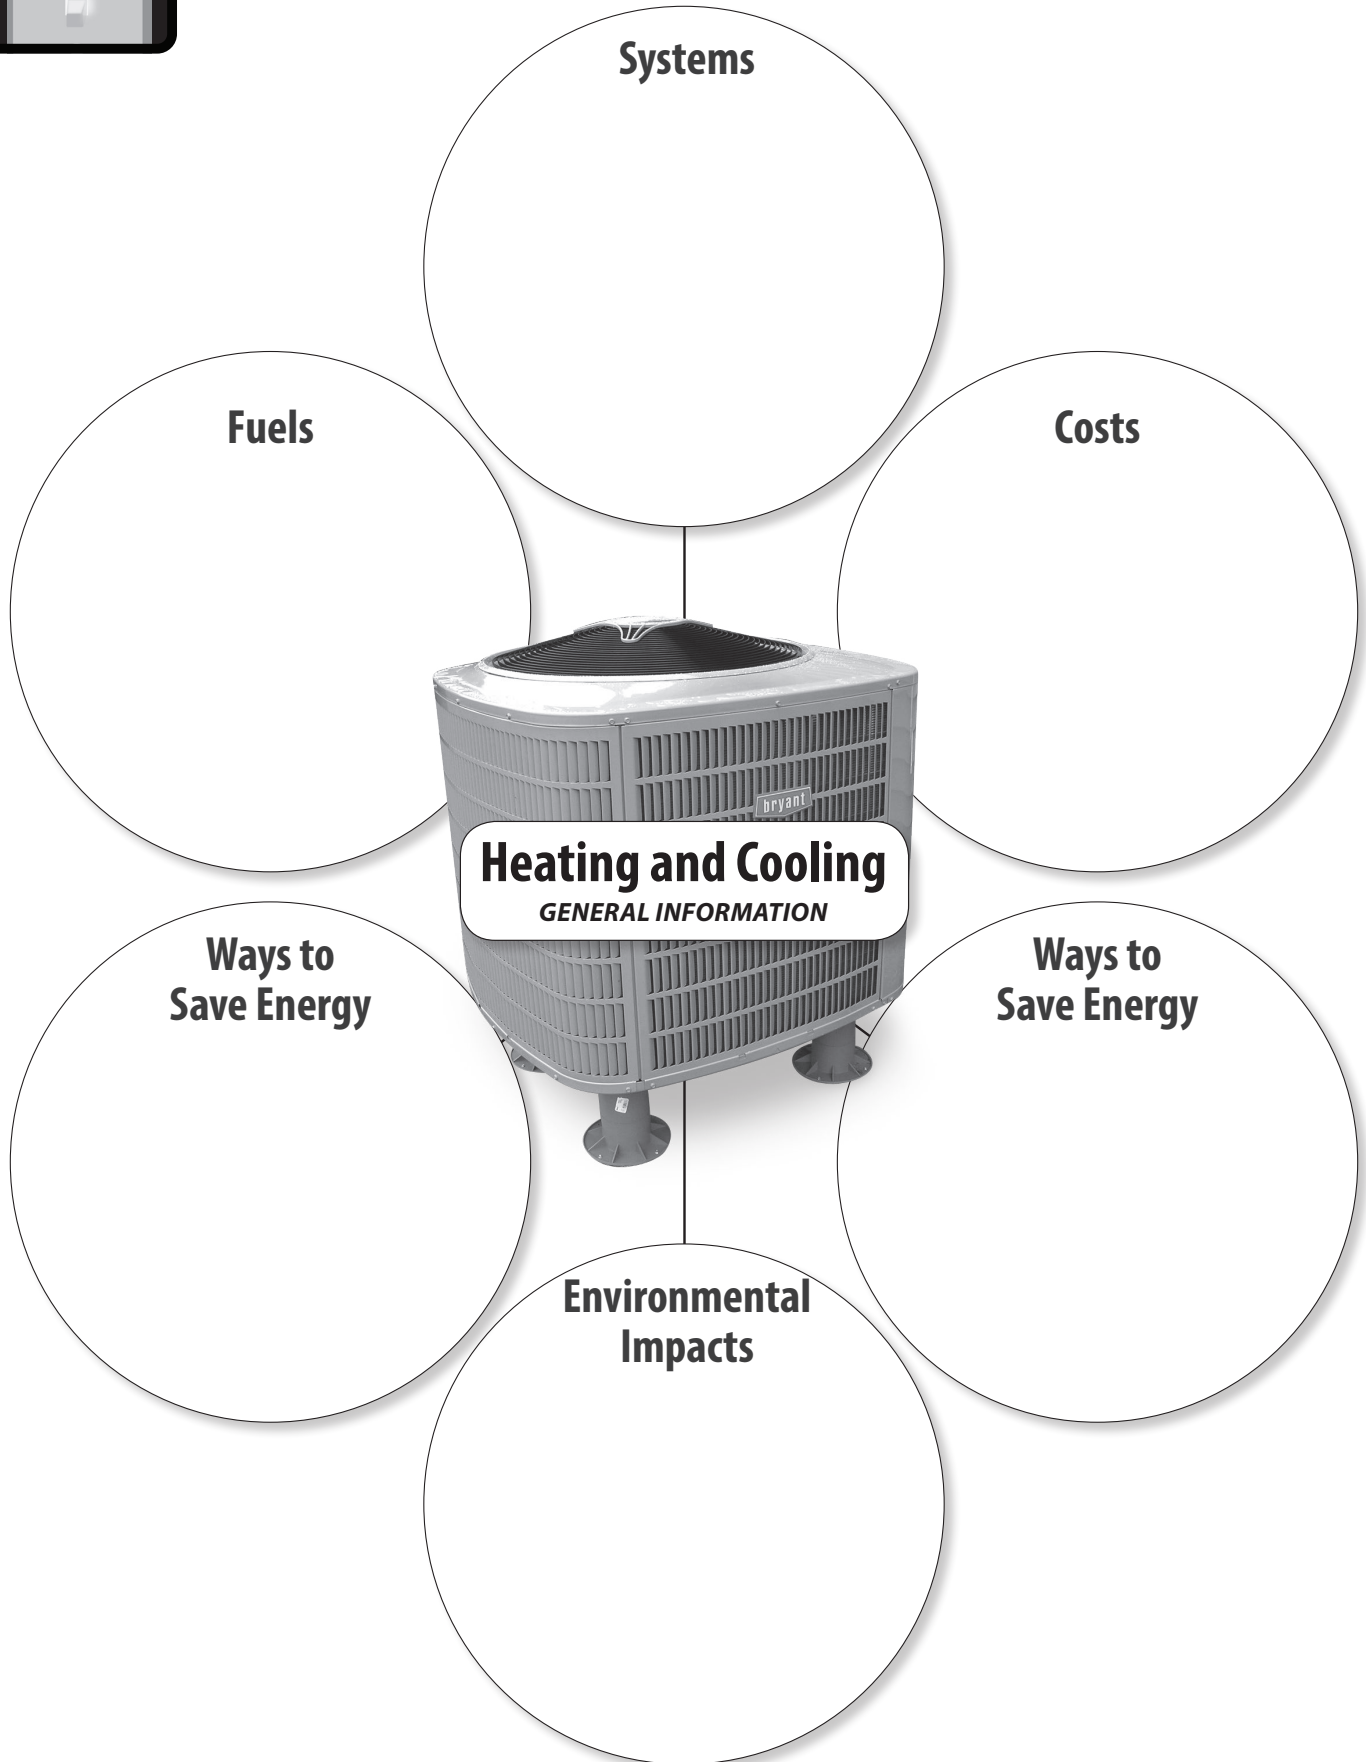 Systems
Fuels
Costs
bryant
Heating and Cooling
GENERAL INFORMATION
Ways to
Save Energy
Ways to
Save Energy
Environmental
Impacts